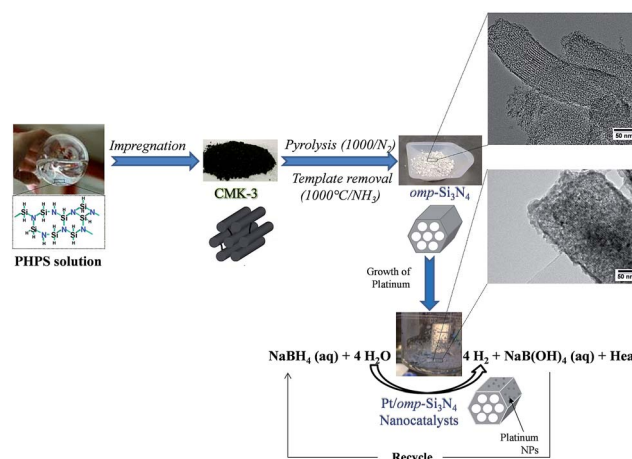 50 nm
Impregnation
Pyrolysis (1000/N2)
CMK-3
Template removal
(1000°C/NH3)
omp-Si3N4
PHPS solution
50 nm
Growth of
Platinum
NaBH4 (aq) + 4 H2O
4 H2 + NaB(OH)4 (aq) + Hea
Pt/omp-Si3N4
Nanocatalysts
Platinum
NPs
Recycle